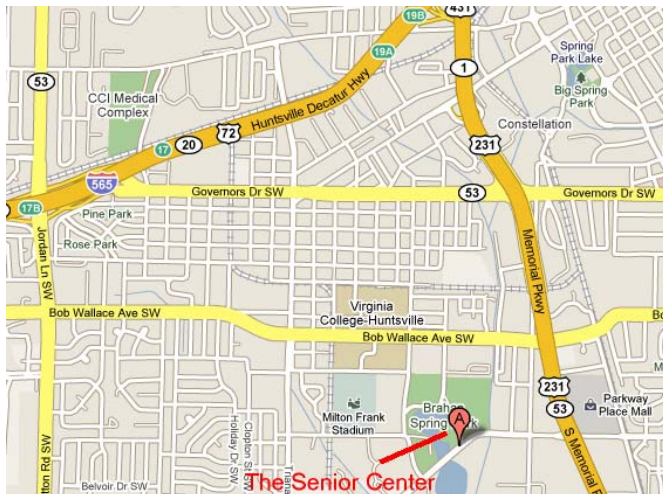 431
19B
19A
1
Spring
Park Lake
Big Spring
Park
53
CCI Medical
Complex
Huntsville Decatur Hwy
72
20
17
Constellation
231
565
Governors Dr SW
53
Governors Dr SW
17B
Pine Park
Rose Park
Jordan Ln SW
Memorial Pkwy
Bob Wallace Ave SW
Virginia
College-Huntsville
Bob Wallace Ave SW
231
53
Parkway
Place Mall
Milton Frank
Stadium
A
Clopton St
Holiday Dr SW
Belvoir Dr SW
The Senior Center